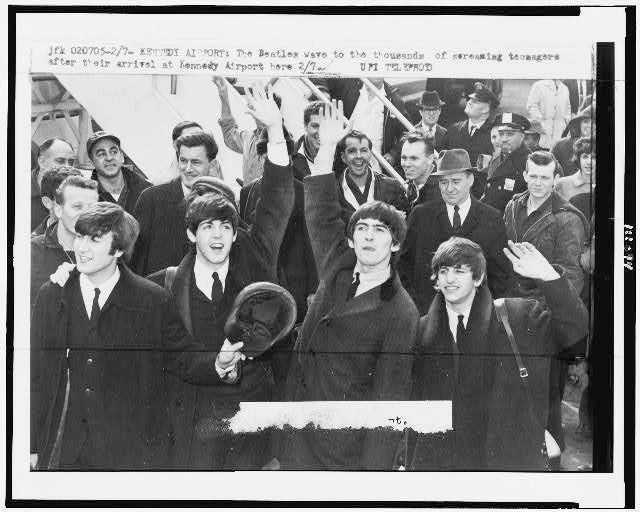 jfk 020705-2/7- KENNEDY AIRPORT: The Beatles wave to the thousands of screaming teenagers
after their arrival at Kennedy Airport here 2/7. UPI TELEPHOTO